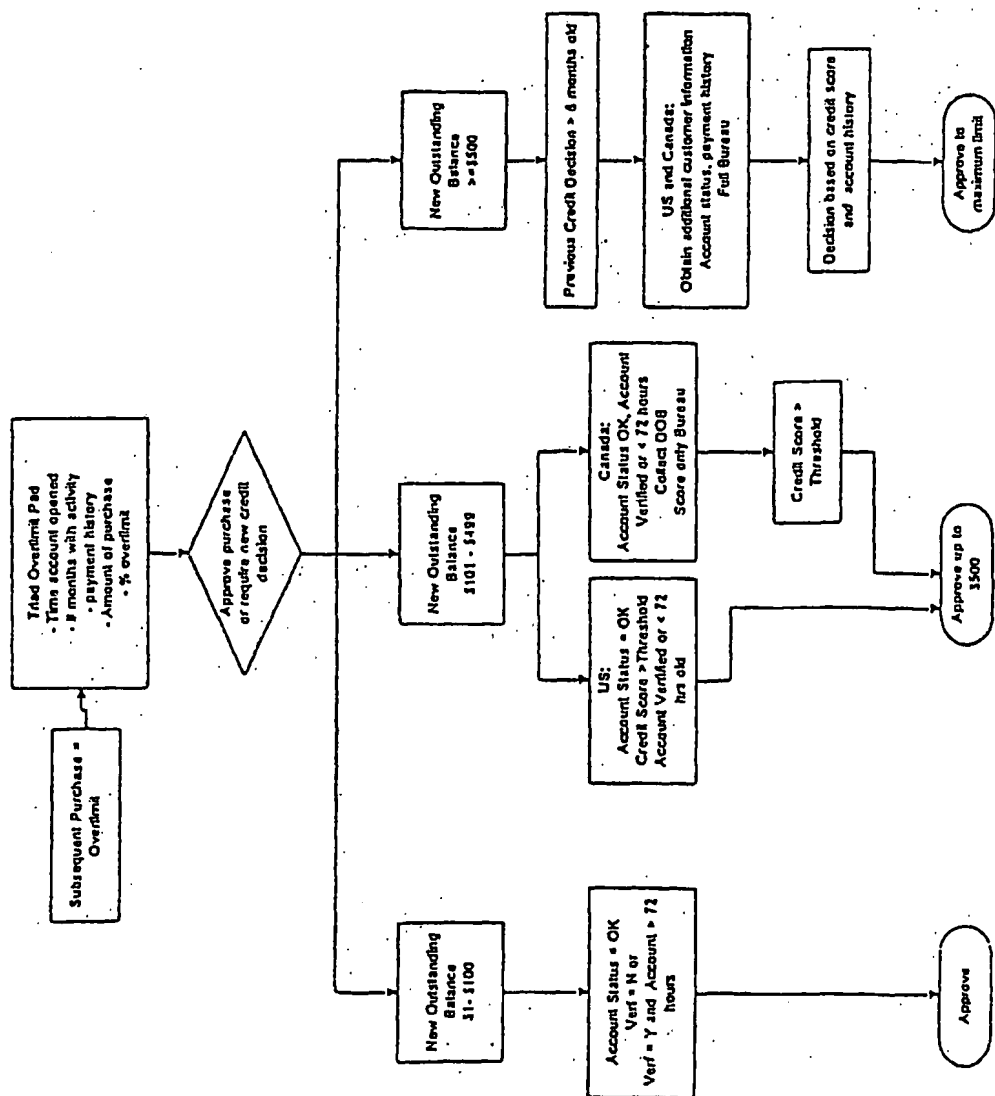 Subsequent Purchase =
Overlimit
Triad Overlimit Pad
- Time account opened
- # months with activity
- payment history
- Amount of purchase
- % overlimit
Approve purchase
or require new credit
decision
New Outstanding
Balance
$1 - $100
Account Status = OK
Verf = N or
Verf = Y and Account > 72
hours
Approve
New Outstanding
Balance
$101 - $499
US:
Account Status = OK
Credit Score >Threshold
Account Verified or < 72
hrs old
Canada:
Account Status OK, Account
Verified or < 72 hours
Collect DOB
Score only Bureau
Credit Score >
Threshold
Approve up to
$500
New Outstanding
Balance
>=$500
Previous Credit Decision > 6 months old
US and Canada:
Obtain additional customer information
Account status, payment history
Full Bureau
Decision based on credit score
and account history
Approve to
maximum limit